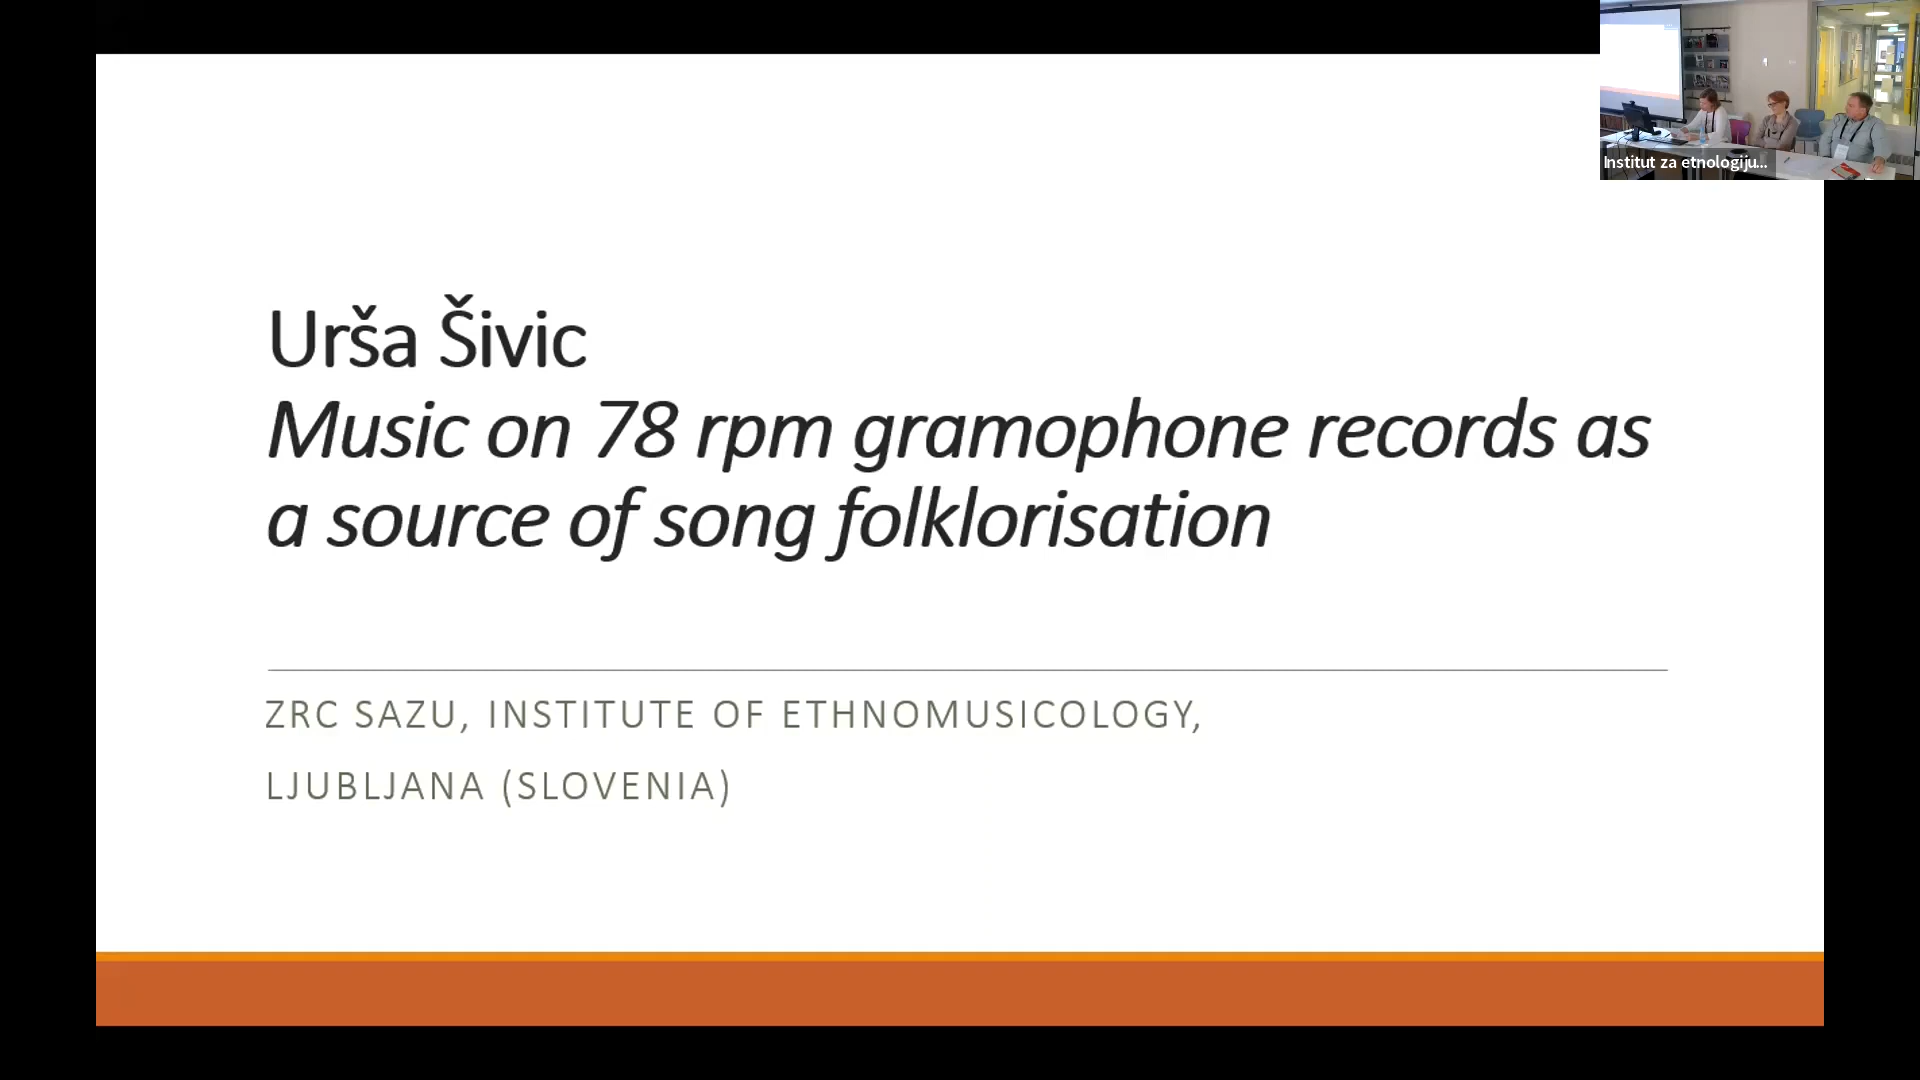 Institut za etnologiju...
Urša Šivic
Music on 78 rpm gramophone records as
a source of song folklorisation
ZRC SAZU, INSTITUTE OF ETHNOMUSICOLOGY,
LJUBLJANA (SLOVENIA)